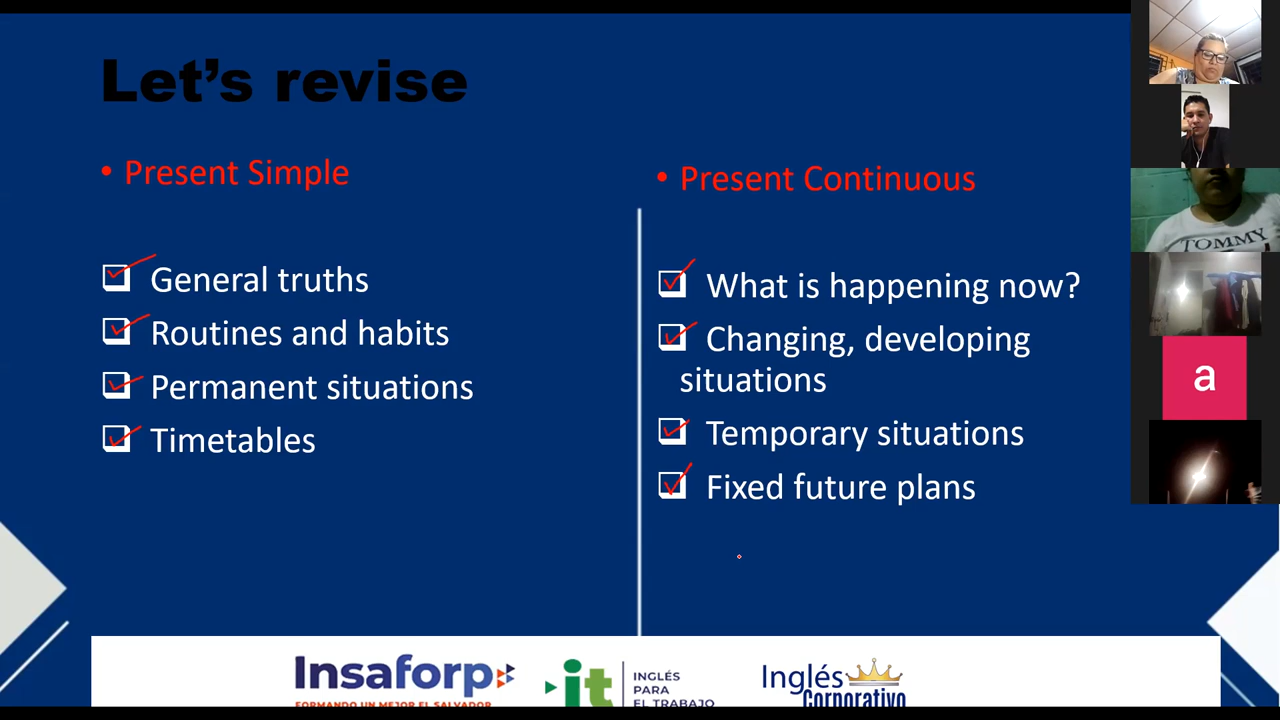 Let's revise
• Present Simple
General truths
Routines and habits
Permanent situations
Timetables
• Present Continuous
What is happening now?
Changing, developing
situations
Temporary situations
Fixed future plans
TOMMY
a
Insaforp
FORMANDO UN MEJOR EL SALVADOR
it
INGLÉS
PARA
EL TRABAJO
Inglés
Corporativo